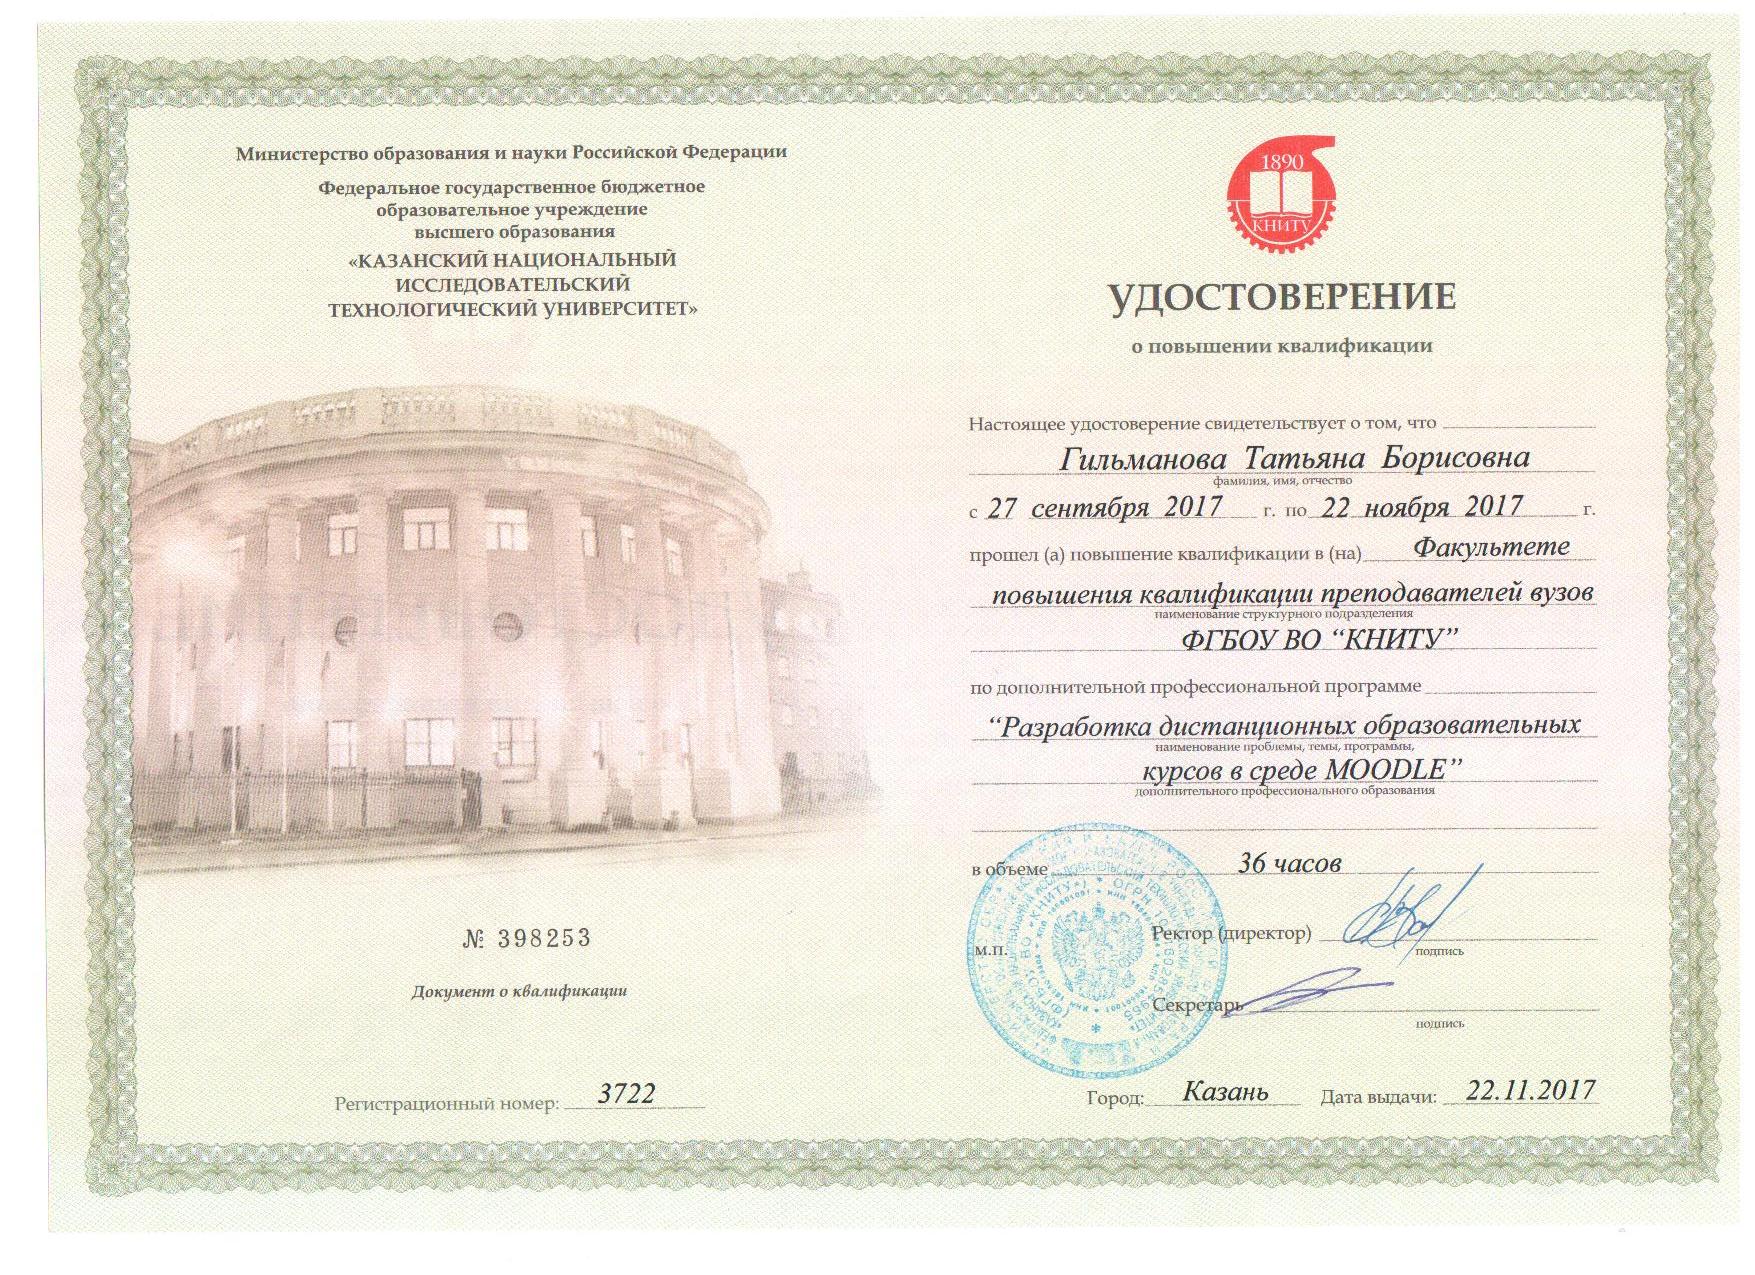 Министерство образования и науки Российской Федерации
Федеральное государственное бюджетное
образовательное учреждение
высшего образования
«КАЗАНСКИЙ НАЦИОНАЛЬНЫЙ
ИССЛЕДОВАТЕЛЬСКИЙ
ТЕХНОЛОГИЧЕСКИЙ УНИВЕРСИТЕТ»
№ 398253
Документ о квалификации
Регистрационный номер: 3722
1890
КНИТУ
УДОСТОВЕРЕНИЕ
о повышении квалификации
Настоящее удостоверение свидетельствует о том, что
Гильманова Татьяна Борисовна
фамилия, имя, отчество
с 27 сентября 2017 г. по 22 ноября 2017 г.
прошел (а) повышение квалификации в (на) Факультете
повышения квалификации преподавателей вузов
наименование структурного подразделения
ФГБОУ ВО “КНИТУ”
по дополнительной профессиональной программе
“Разработка дистанционных образовательных
наименование проблемы, темы, программы,
курсов в среде MOODLE”
дополнительного профессионального образования
в объеме 36 часов
м.п.
Ректор (директор)
подпись
Секретарь
подпись
Город: Казань Дата выдачи: 22.11.2017